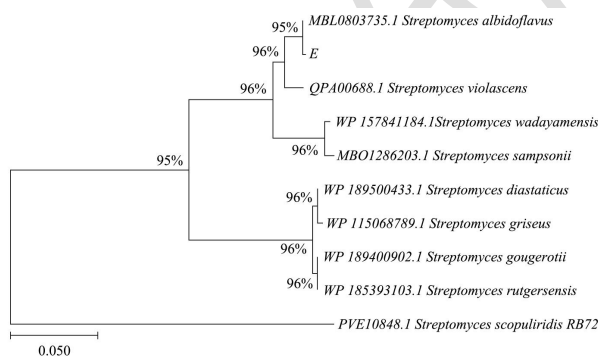 95%
MBL0803735.1 Streptomyces albidoflavus
96%
E
96%
QPA00688.1 Streptomyces violascens
WP 157841184.1Streptomyces wadayamensis
96%
MBO1286203.1 Streptomyces sampsonii
95%
96%
WP 189500433.1 Streptomyces diastaticus
WP 115068789.1 Streptomyces griseus
96%
WP 189400902.1 Streptomyces gougerotii
96%
WP 185393103.1 Streptomyces rutgersensis
PVE10848.1 Streptomyces scopuliridis RB72
0.050